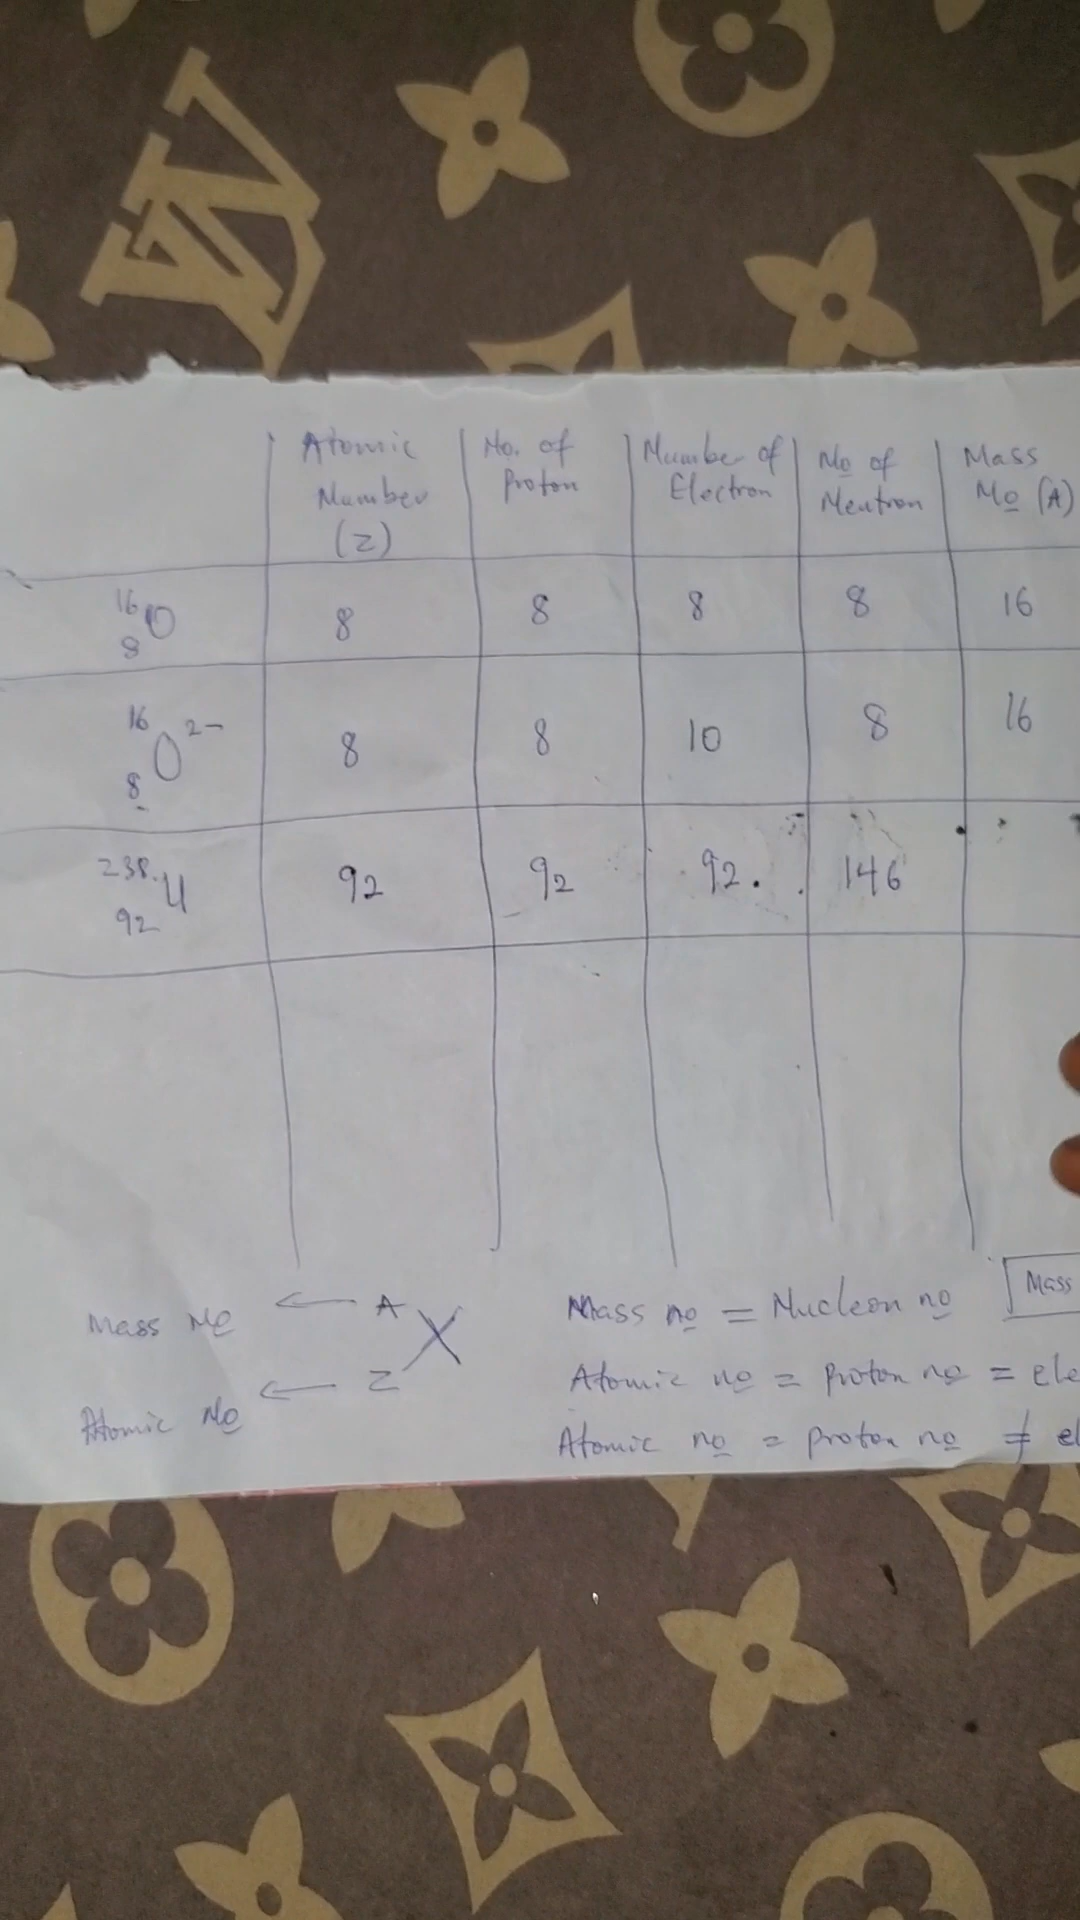 Atomic Number (Z) | No. of Proton | Number of Electron | No of Neutron | Mass No (A)
16 8 O | 8 | 8 | 8 | 8 | 16
16 8 O 2- | 8 | 8 | 10 | 8 | 16
238 92 U | 92 | 92 | 92. | 146
Mass No ← A X
Atomic No ← Z
Mass no = Nucleon no | Mass
Atomic no = proton no = ele
Atomic no = proton no ≠ el